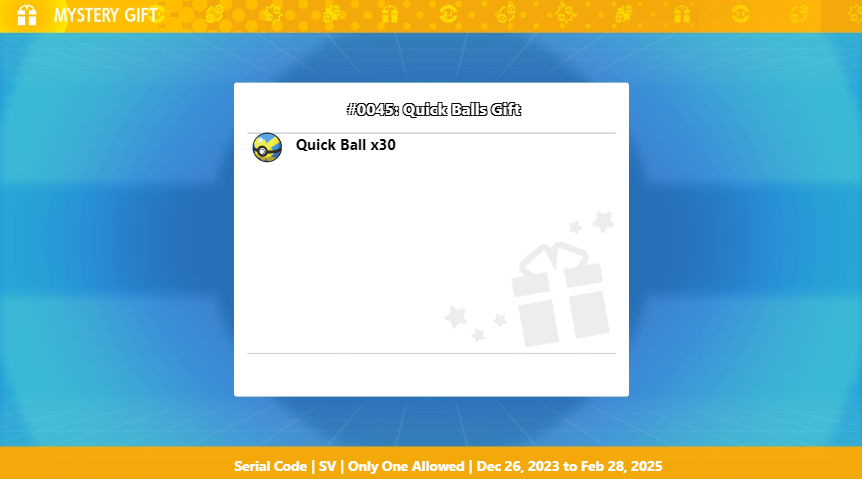 MYSTERY GIFT
#0045: Quick Balls Gift
Quick Ball x30
Serial Code | SV | Only One Allowed | Dec 26, 2023 to Feb 28, 2025